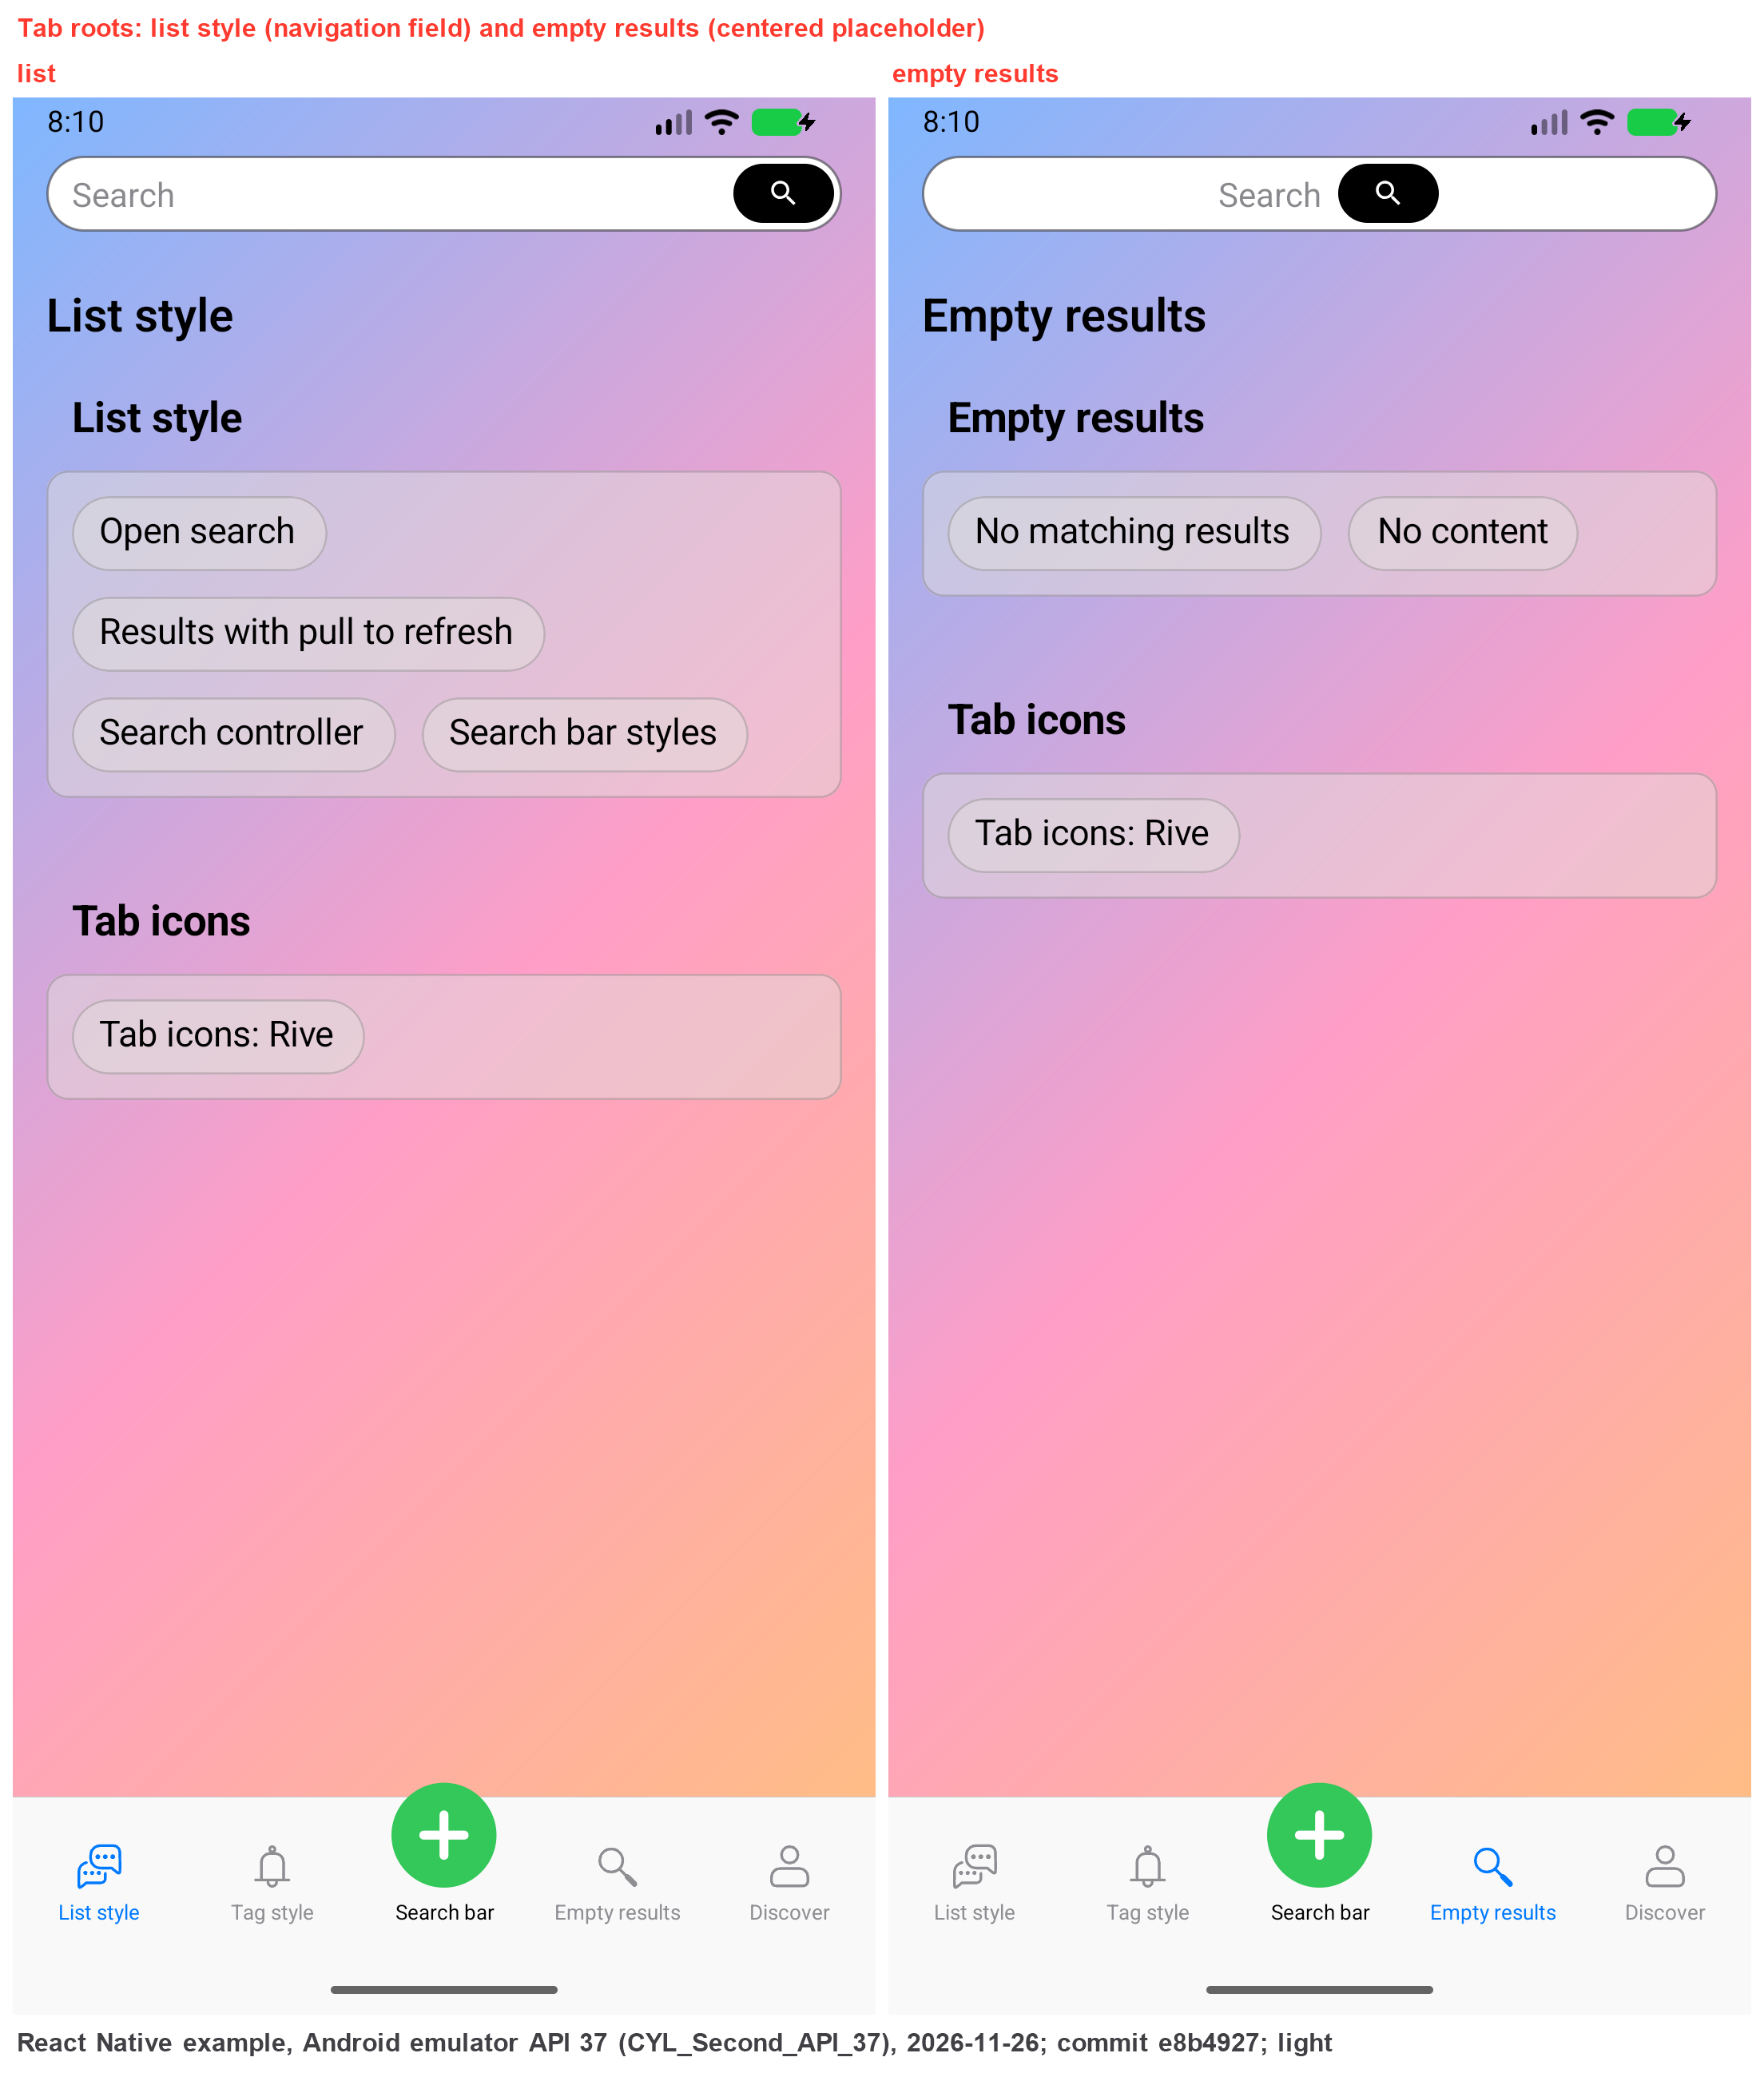 Tab roots: list style (navigation field) and empty results (centered placeholder)
list
8:10
Search
List style
List style
Open search
Results with pull to refresh
Search controller
Search bar styles
Tab icons
Tab icons: Rive
List style
Tag style
Search bar
Empty results
Discover
empty results
8:10
Search
Empty results
Empty results
No matching results
No content
Tab icons
Tab icons: Rive
List style
Tag style
Search bar
Empty results
Discover
React Native example, Android emulator API 37 (CYL_Second_API_37), 2026-11-26; commit e8b4927; light